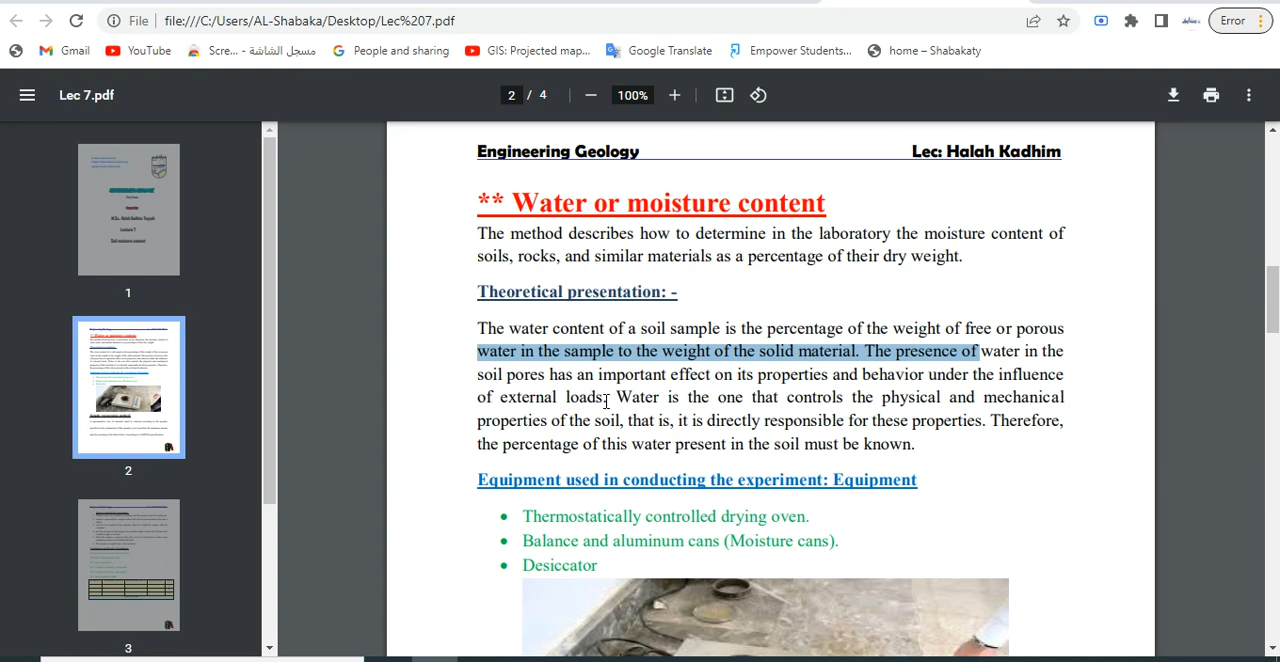 File
file:///C:/Users/AL-Shabaka/Desktop/Lec%207.pdf
Error
Gmail
YouTube
Scre... - مسجل الشاشة
People and sharing
GIS: Projected map...
Google Translate
Empower Students...
home – Shabakaty
Lec 7.pdf
2 / 4
100%
1
2
3
Engineering Geology Lec: Halah Kadhim
** Water or moisture content
The method describes how to determine in the laboratory the moisture content of
soils, rocks, and similar materials as a percentage of their dry weight.
Theoretical presentation: -
The water content of a soil sample is the percentage of the weight of free or porous
water in the sample to the weight of the solid material. The presence of water in the
soil pores has an important effect on its properties and behavior under the influence
of external loads. Water is the one that controls the physical and mechanical
properties of the soil, that is, it is directly responsible for these properties. Therefore,
the percentage of this water present in the soil must be known.
Equipment used in conducting the experiment: Equipment
• Thermostatically controlled drying oven.
• Balance and aluminum cans (Moisture cans).
• Desiccator